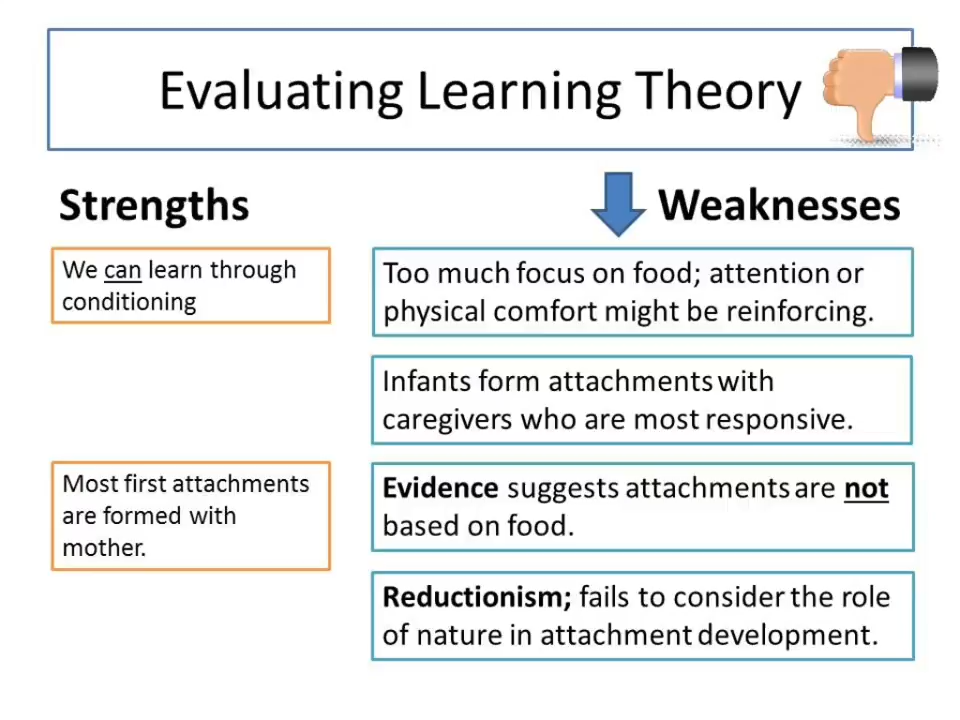 Evaluating Learning Theory
Strengths
We can learn through
conditioning
Most first attachments
are formed with
mother.
Weaknesses
Too much focus on food; attention or
physical comfort might be reinforcing.
Infants form attachments with
caregivers who are most responsive.
Evidence suggests attachments are not
based on food.
Reductionism; fails to consider the role
of nature in attachment development.